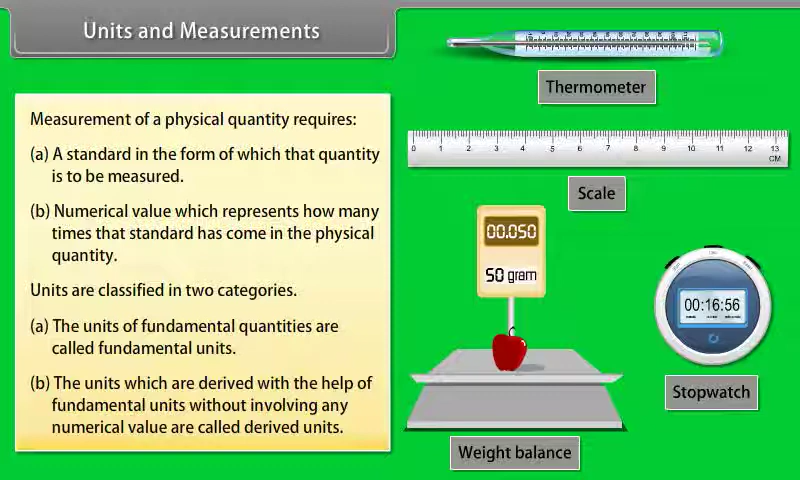 Units and Measurements
Thermometer
Measurement of a physical quantity requires:
(a) A standard in the form of which that quantity
is to be measured.
(b) Numerical value which represents how many
times that standard has come in the physical
quantity.
Units are classified in two categories.
(a) The units of fundamental quantities are
called fundamental units.
(b) The units which are derived with the help of
fundamental units without involving any
numerical value are called derived units.
0 1 2 3 4 5 6 7 8 9 10 11 12 13
CM
Scale
00.050
50 gram
00:16:56
Stopwatch
Weight balance